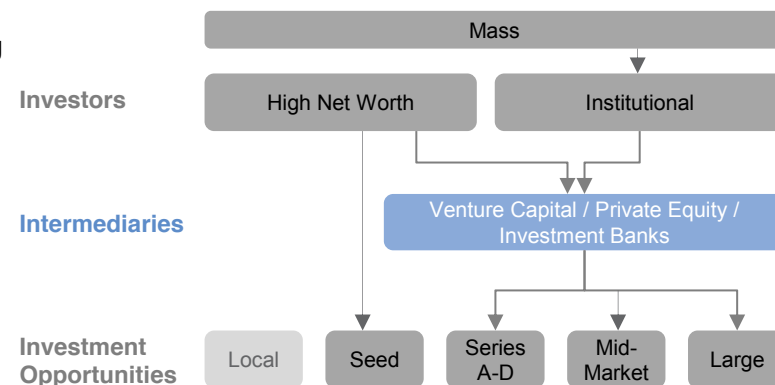 Mass
Investors
High Net Worth
Institutional
Intermediaries
Venture Capital / Private Equity /
Investment Banks
Investment
Opportunities
Local
Seed
Series
A-D
Mid-
Market
Large